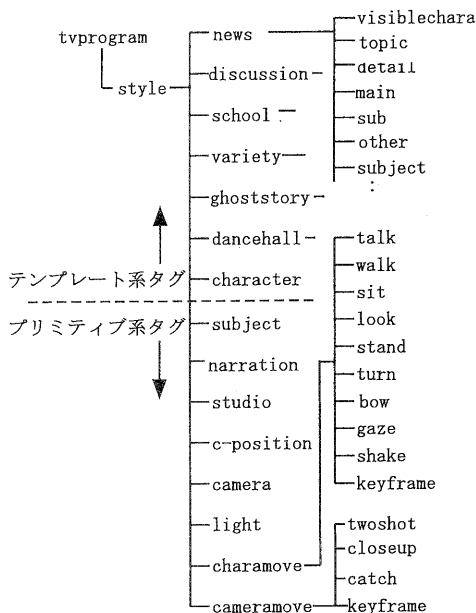 tvprogram
style
news
discussion
school
variety
ghoststory
dancehall
character
テンプレート系タグ
プリミティブ系タグ
subject
narration
studio
c-position
camera
light
charamove
cameramove
visiblechara
topic
detail
main
sub
other
subject
:
talk
walk
sit
look
stand
turn
bow
gaze
shake
keyframe
twoshot
closeup
catch
keyframe